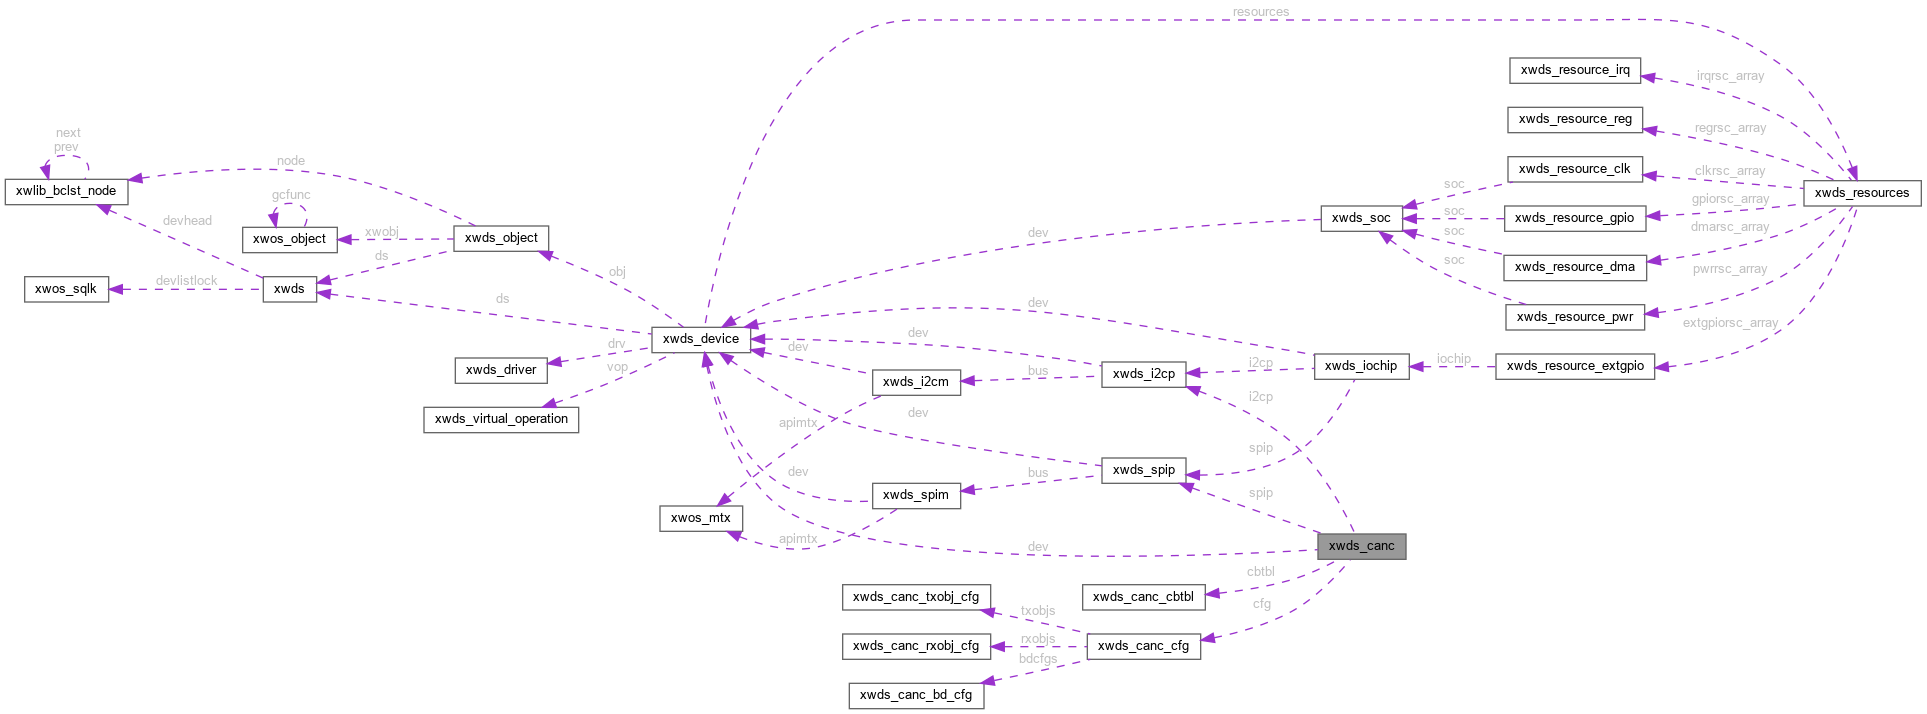 resources
xwds_resource_irq
irqrsc_array
xwds_resource_reg
regrsc_array
next
prev
node
xwds_resource_clk
clkrsc_array
soc
xwlib_bclst_node
xwds_resources
gcfunc
devhead
gpiorsc_array
xwds_soc
soc
xwds_resource_gpio
dmarsc_array
soc
xwos_object
xwobj
xwds_object
dev
ds
soc
xwds_resource_dma
pwrrsc_array
obj
xwos_sqlk
devlistlock
xwds
ds
dev
xwds_resource_pwr
extgpiorsc_array
xwds_device
dev
drv
dev
vop
xwds_driver
xwds_i2cm
bus
xwds_i2cp
i2cp
xwds_iochip
iochip
xwds_resource_extgpio
i2cp
xwds_virtual_operation
apimtx
dev
spip
dev
bus
xwds_spip
xwds_spim
spip
xwos_mtx
apimtx
dev
xwds_canc
cbtbl
xwds_canc_txobj_cfg
xwds_canc_cbtbl
txobjs
cfg
xwds_canc_rxobj_cfg
rxobjs
xwds_canc_cfg
bdcfgs
xwds_canc_bd_cfg